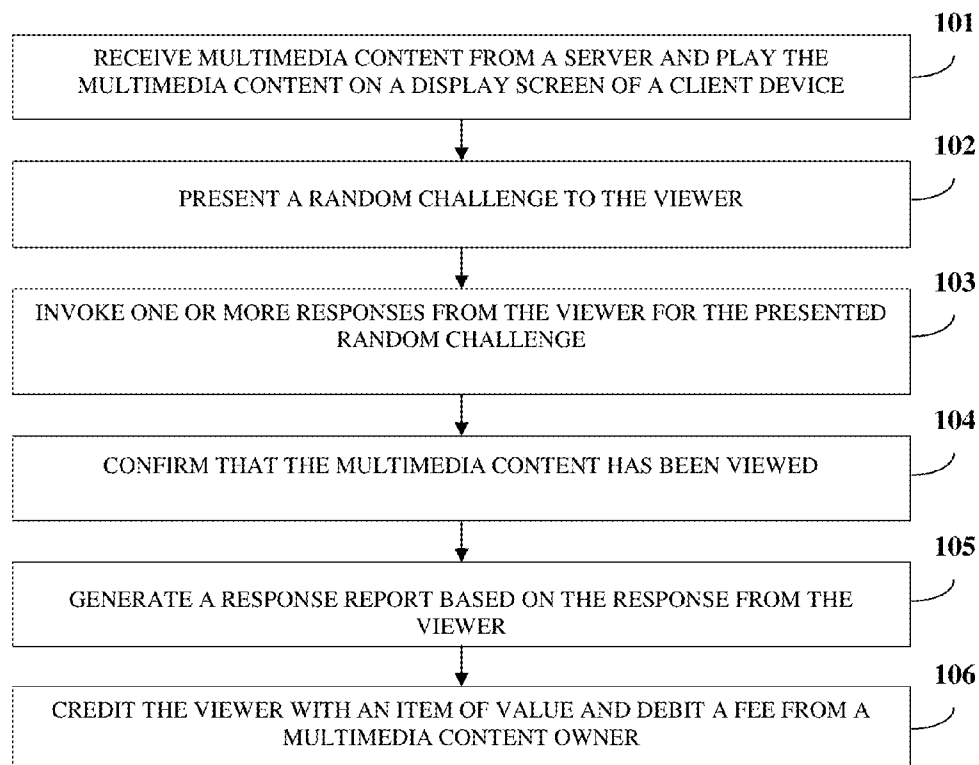 101
RECEIVE MULTIMEDIA CONTENT FROM A SERVER AND PLAY THE
MULTIMEDIA CONTENT ON A DISPLAY SCREEN OF A CLIENT DEVICE
102
PRESENT A RANDOM CHALLENGE TO THE VIEWER
103
INVOKE ONE OR MORE RESPONSES FROM THE VIEWER FOR THE PRESENTED
RANDOM CHALLENGE
104
CONFIRM THAT THE MULTIMEDIA CONTENT HAS BEEN VIEWED
105
GENERATE A RESPONSE REPORT BASED ON THE RESPONSE FROM THE
VIEWER
106
CREDIT THE VIEWER WITH AN ITEM OF VALUE AND DEBIT A FEE FROM A
MULTIMEDIA CONTENT OWNER